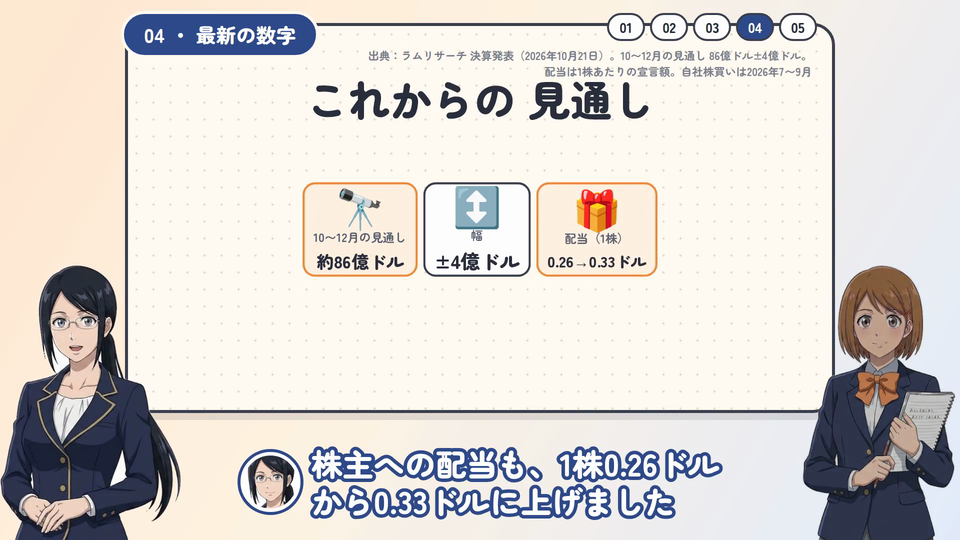 04 ・ 最新の数字
01 02 03 04 05
出典：ラムリサーチ 決算発表（2026年10月21日）。10〜12月の見通し 86億ドル±4億ドル。
配当は1株あたりの宣言額。自社株買いは2026年7〜9月
これからの 見通し
10〜12月の見通し
約86億ドル
幅
±4億ドル
配当（1株）
0.26→0.33ドル
株主への配当も、1株0.26ドル
から0.33ドルに上げました